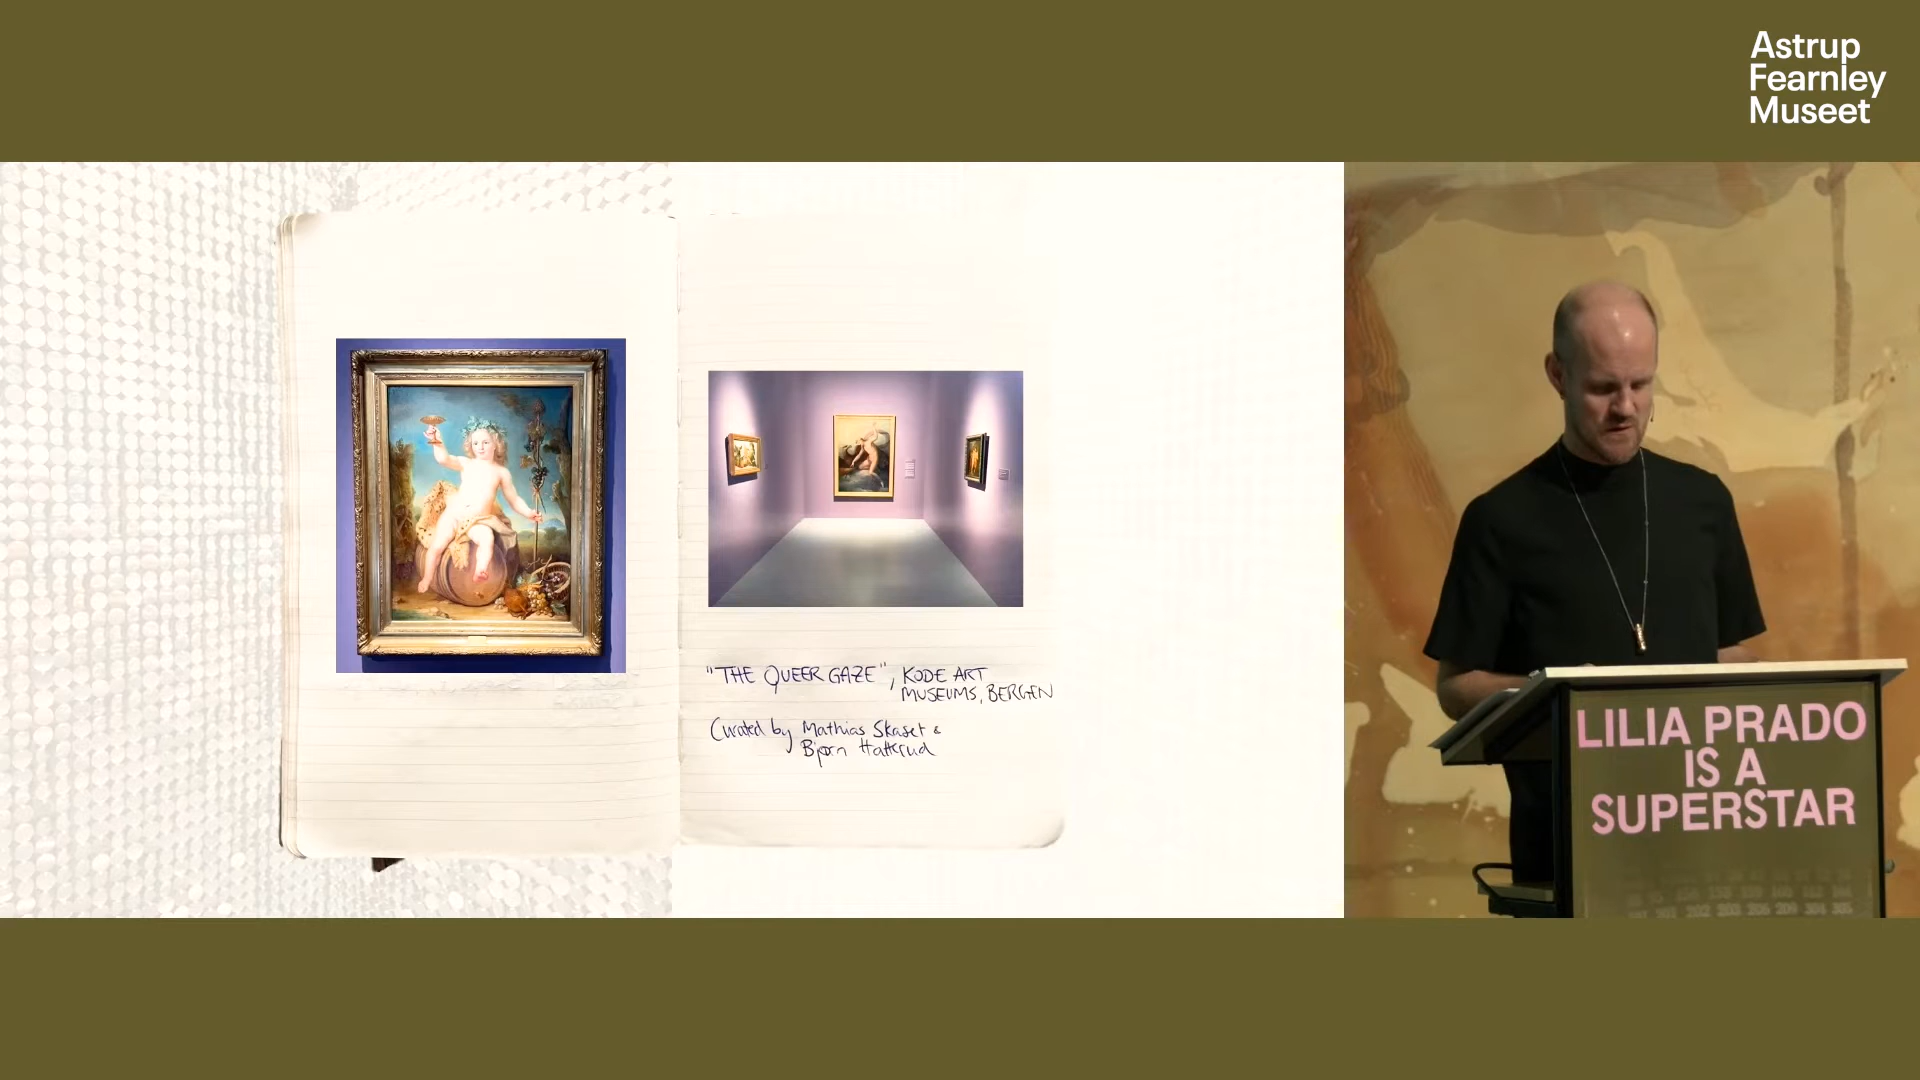 Astrup
Fearnley
Museet
"THE QUEER GAZE", KODE ART
MUSEUMS, BERGEN
Curated by Mathias Skaset &
Bjørn Hatterud
LILIA PRADO
IS A
SUPERSTAR